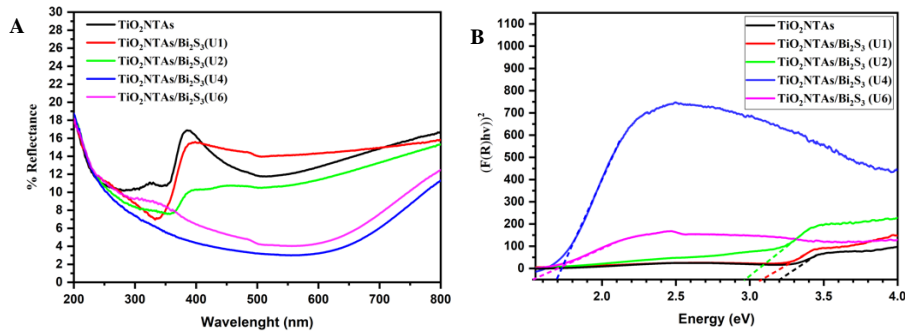 A
% Reflectance
30
28
26
24
22
20
18
16
14
12
10
8
6
4
2
0
TiO₂NTAs
TiO₂NTAs/Bi₂S₃(U1)
TiO₂NTAs/Bi₂S₃(U2)
TiO₂NTAs/Bi₂S₃(U4)
TiO₂NTAs/Bi₂S₃(U6)
200 300 400 500 600 700 800
Wavelenght (nm)
B
(F(R)hν))²
1100
1000
900
800
700
600
500
400
300
200
100
0
TiO₂NTAs
TiO₂NTAs/Bi₂S₃ (U1)
TiO₂NTAs/Bi₂S₃ (U2)
TiO₂NTAs/Bi₂S₃ (U4)
TiO₂NTAs/Bi₂S₃ (U6)
2.0 2.5 3.0 3.5 4.0
Energy (eV)